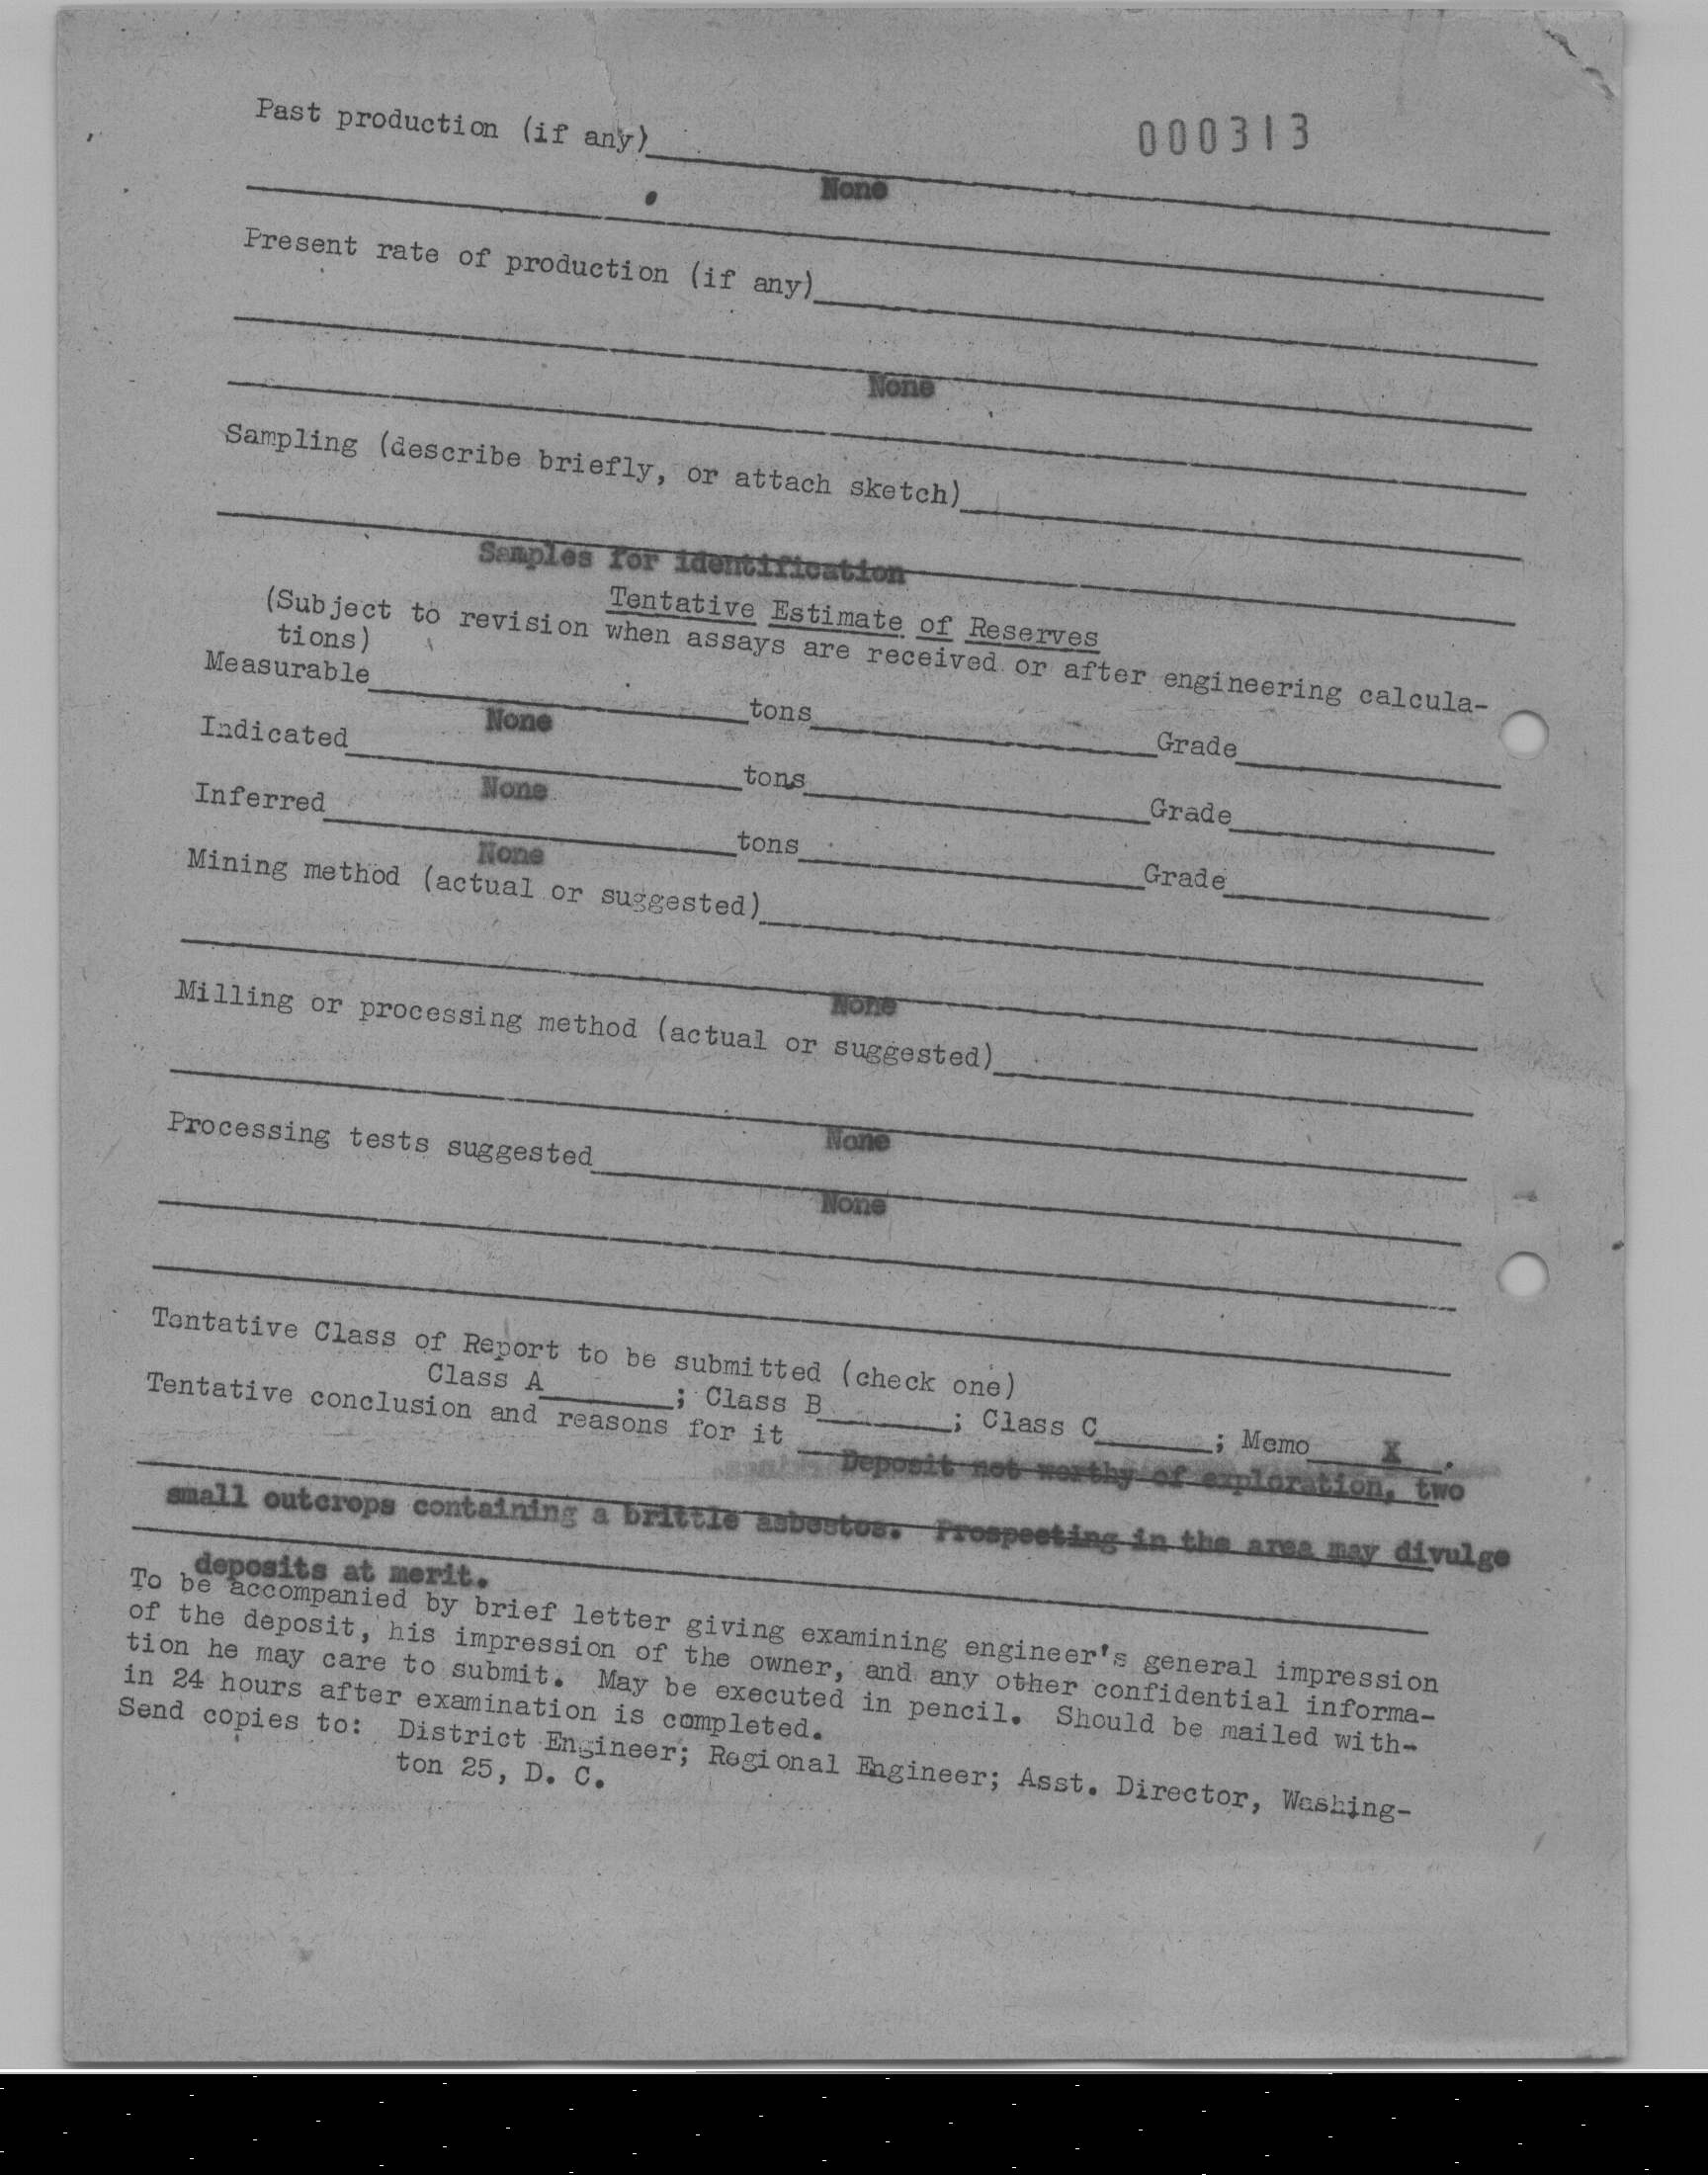 000313
Past production (if any)
None
Present rate of production (if any)
None
Sampling (describe briefly, or attach sketch)
Samples for identification
Tentative Estimate of Reserves
(Subject to revision when assays are received or after engineering calcula-
tions)
Measurable None tons Grade
Indicated None tons Grade
Inferred None tons Grade
Mining method (actual or suggested)
None
Milling or processing method (actual or suggested)
None
Processing tests suggested
None
Tentative Class of Report to be submitted (check one)
Class A ; Class B ; Class C ; Memo X .
Tentative conclusion and reasons for it Deposit not worthy of exploration, two
small outcrops containing a brittle asbestos. Prospecting in the area may divulge
deposits at merit.
To be accompanied by brief letter giving examining engineer's general impression
of the deposit, his impression of the owner, and any other confidential informa-
tion he may care to submit. May be executed in pencil. Should be mailed with-
in 24 hours after examination is completed.
Send copies to: District Engineer; Regional Engineer; Asst. Director, Washing-
ton 25, D. C.